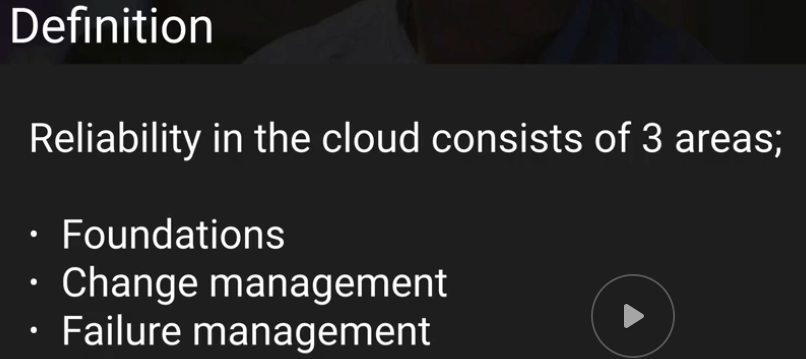 Definition
Reliability in the cloud consists of 3 areas;
· Foundations
· Change management
· Failure management